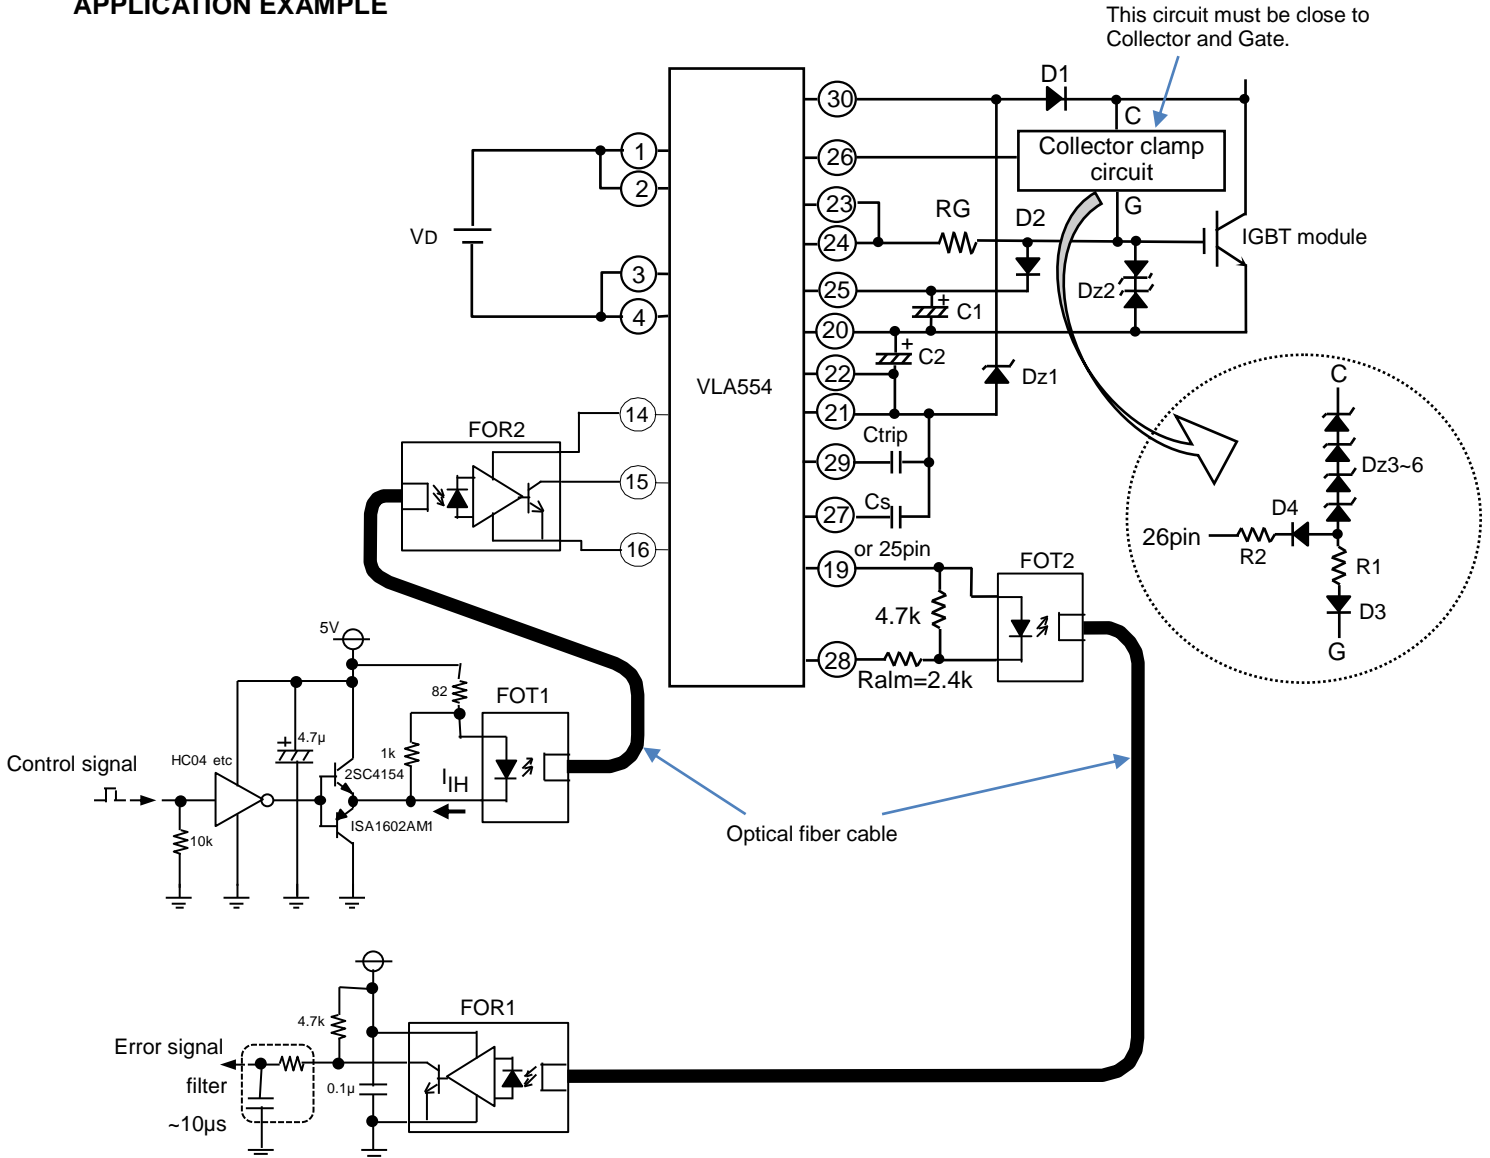 APPLICATION EXAMPLE
This circuit must be close to
Collector and Gate.
D1
30
C
1
26
Collector clamp
circuit
2
23
RG
D2
G
VD
24
IGBT module
3
25
Dz2
C1
4
20
C2
22
Dz1
VLA554
C
14
21
Ctrip
FOR2
29
Dz3~6
15
27
Cs
D4
26pin
R2
16
or 25pin
19
FOT2
R1
4.7k
D3
5V
28
G
Ralm=2.4k
82
FOT1
4.7µ
1k
Control signal
HC04 etc
2SC4154
IIH
ISA1602AM1
10k
Optical fiber cable
FOR1
4.7k
Error signal
filter
0.1µ
~10µs